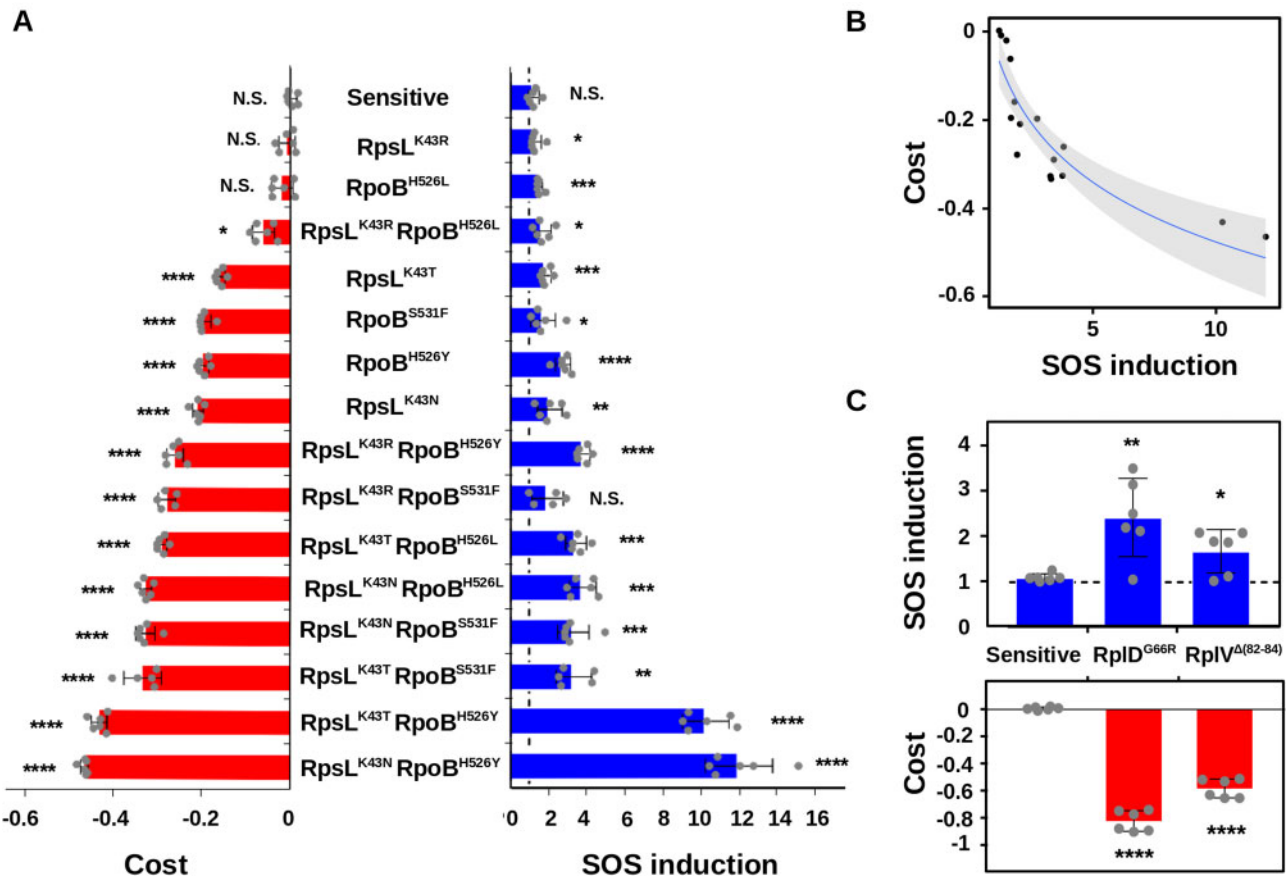 A
N.S. Sensitive N.S.
N.S. RpsL^K43R *
N.S. RpoB^H526L ***
* RpsL^K43R RpoB^H526L *
**** RpsL^K43T ***
**** RpoB^S531F *
**** RpoB^H526Y ****
**** RpsL^K43N **
**** RpsL^K43R RpoB^H526Y ****
**** RpsL^K43R RpoB^S531F N.S.
**** RpsL^K43T RpoB^H526L ***
**** RpsL^K43N RpoB^H526L ***
**** RpsL^K43N RpoB^S531F ***
**** RpsL^K43T RpoB^S531F **
**** RpsL^K43T RpoB^H526Y ****
**** RpsL^K43N RpoB^H526Y ****
-0.6 -0.4 -0.2 0
Cost
0 2 4 6 8 10 12 14 16
SOS induction
B
0
-0.2
-0.4
-0.6
Cost
5 10
SOS induction
C
4
3
2
1
0
SOS induction
** *
Sensitive RplD^G66R RplV^Δ(82-84)
0
-0.2
-0.4
-0.6
-0.8
-1
Cost
**** ****